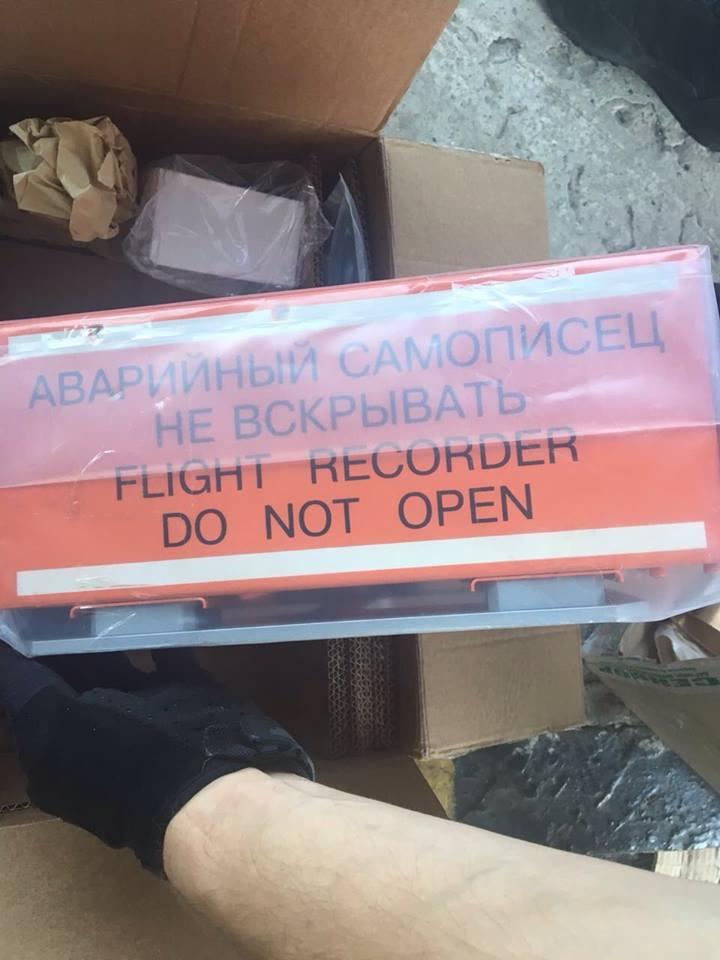 АВАРИЙНЫЙ САМОПИСЕЦ
НЕ ВСКРЫВАТЬ
FLIGHT RECORDER
DO NOT OPEN